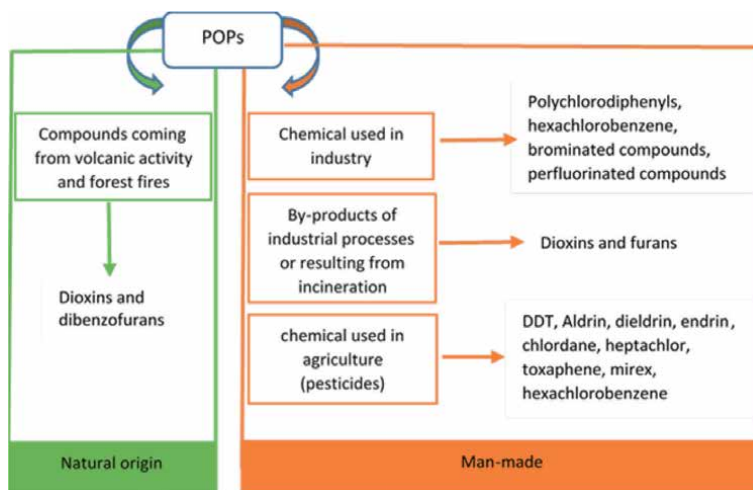 POPs
Compounds coming
from volcanic activity
and forest fires
Dioxins and
dibenzofurans
Natural origin
Chemical used in
industry
Polychlorodiphenyls,
hexachlorobenzene,
brominated compounds,
perfluorinated compounds
By-products of
industrial processes
or resulting from
incineration
Dioxins and furans
chemical used in
agriculture
(pesticides)
DDT, Aldrin, dieldrin, endrin,
chlordane, heptachlor,
toxaphene, mirex,
hexachlorobenzene
Man-made